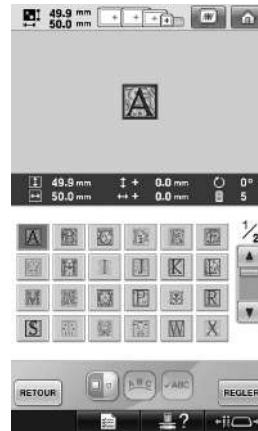 49.9 mm
50.0 mm
A
49.9 mm + 0.0 mm 0°
50.0 mm + 0.0 mm 5
1/2
A B C D E F
G H I J K L
M N O P Q R
S T U V W X
RETOUR
A B C
ABC
REGLER
?